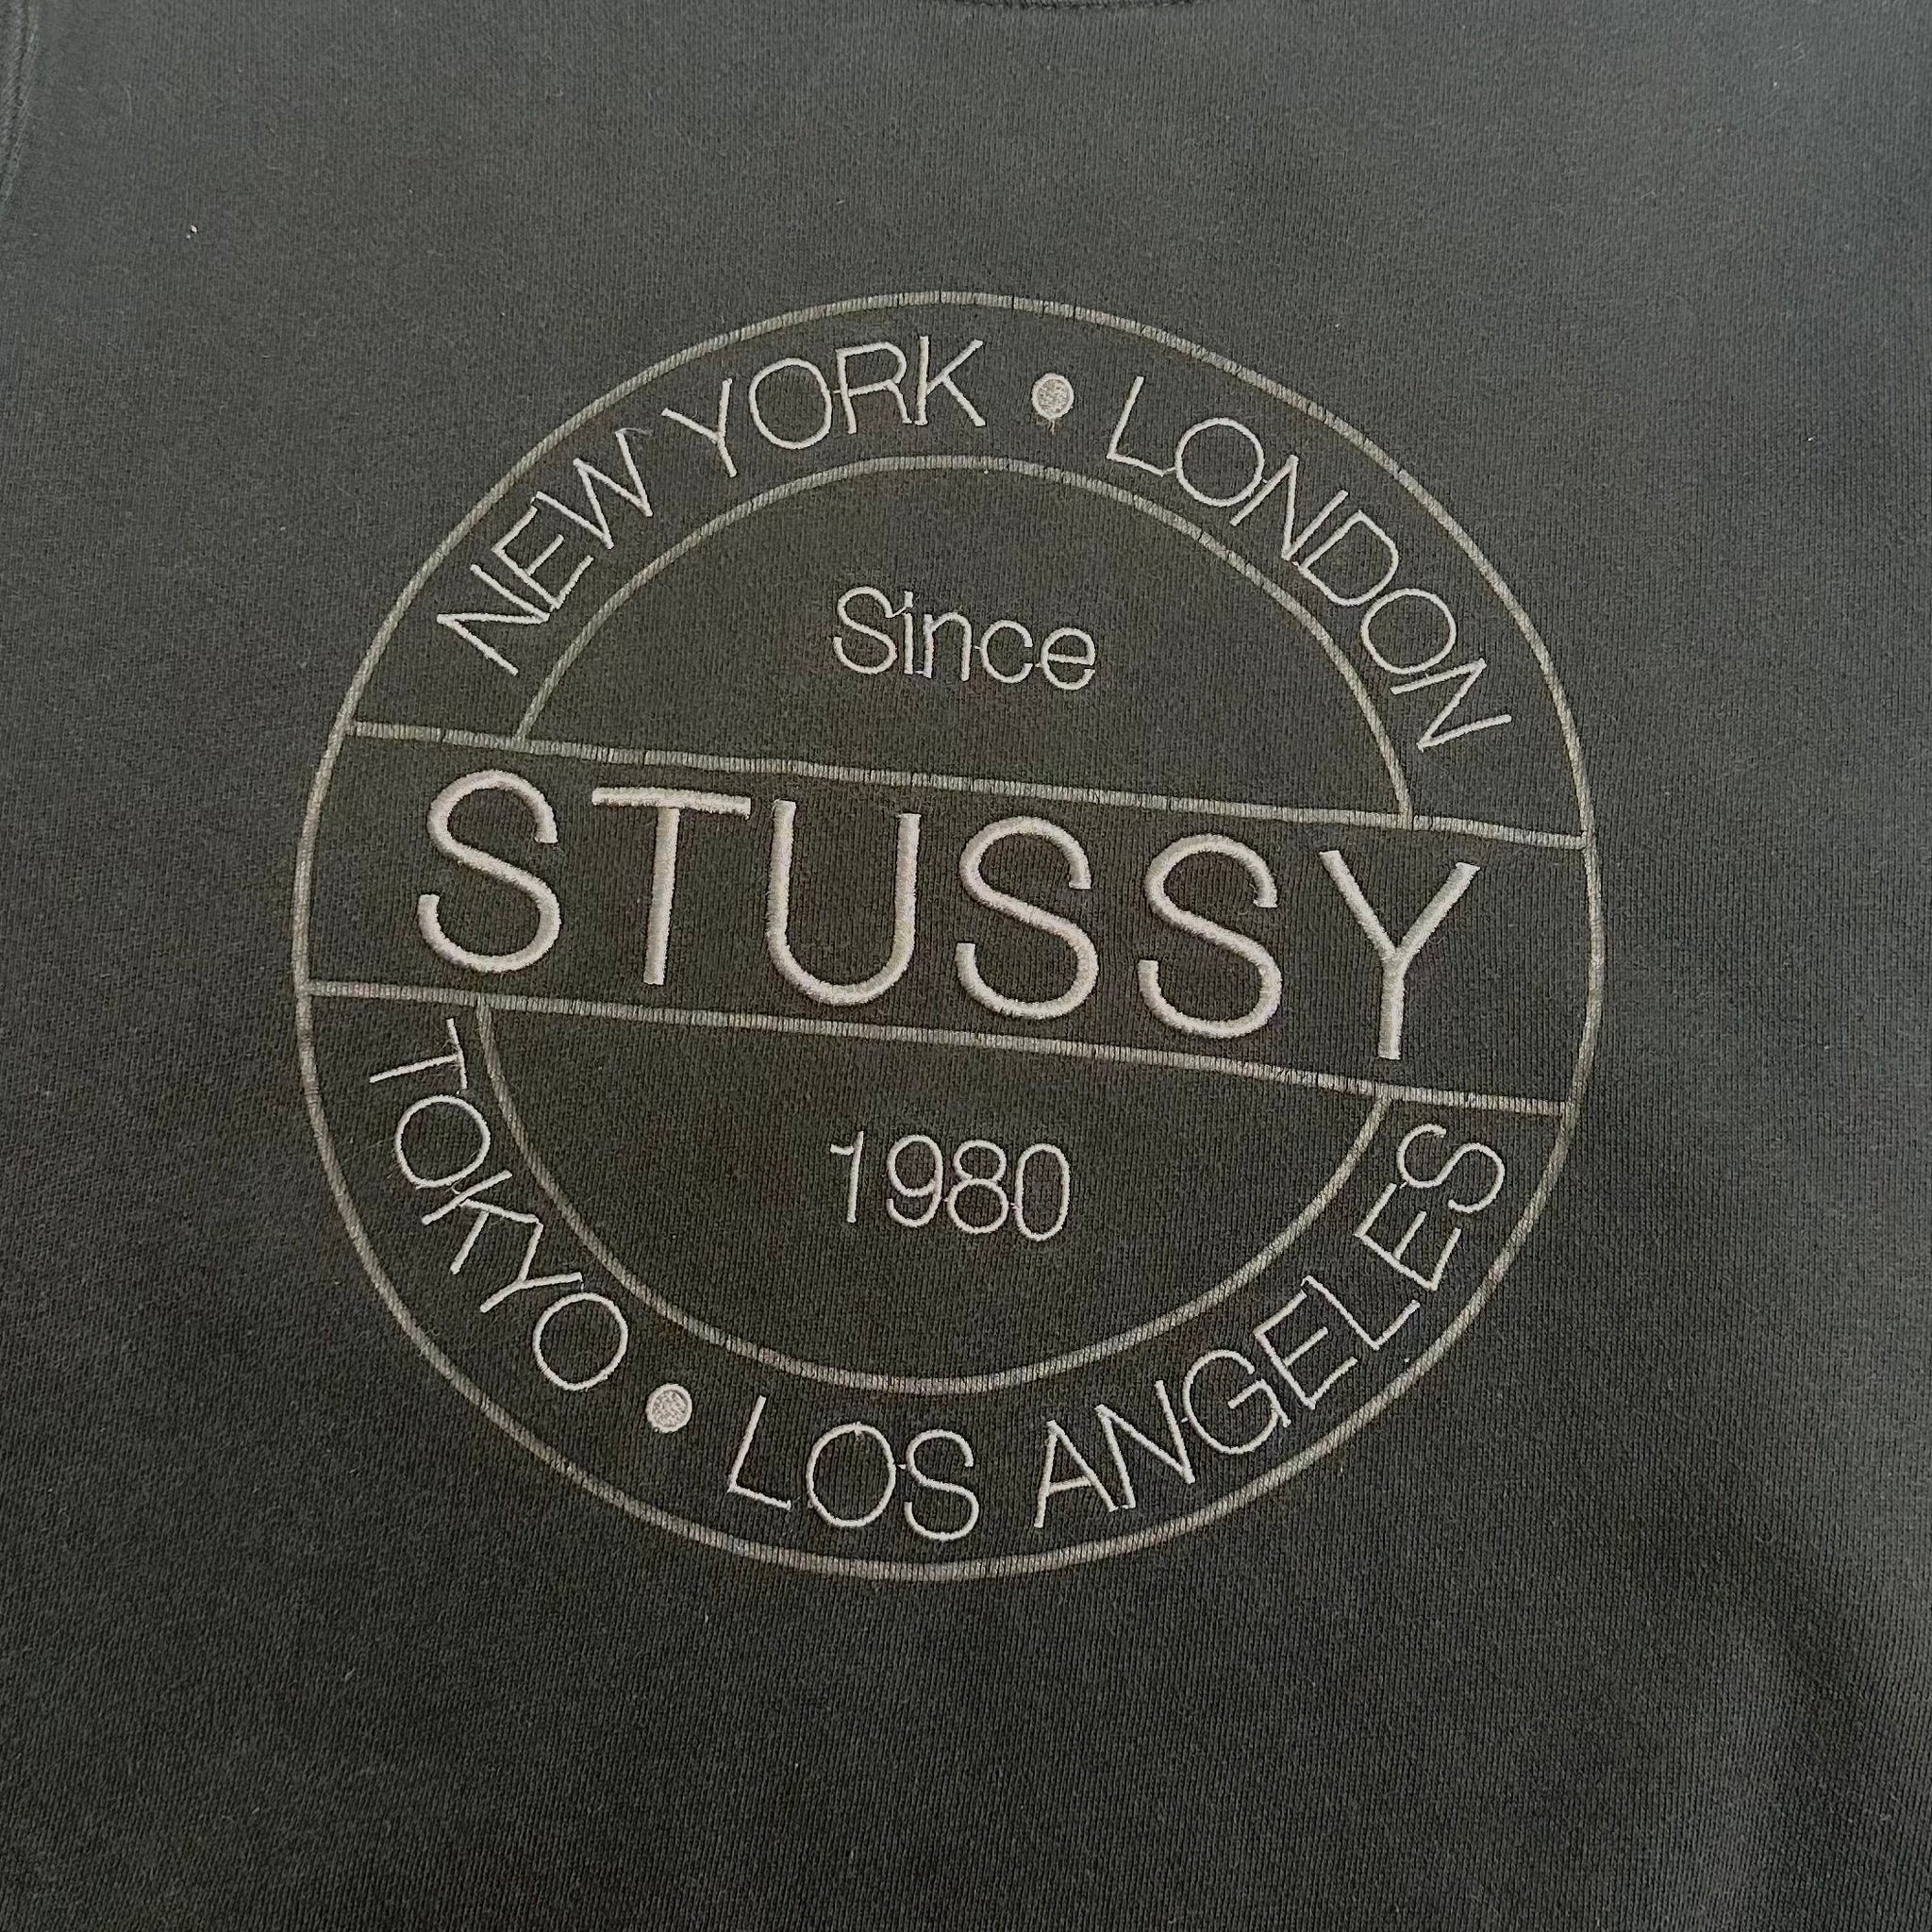 NEW YORK • LONDON
Since
STUSSY
1980
TOKYO • LOS ANGELES